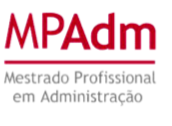 MPAdm
Mestrado Profissional
em Administração